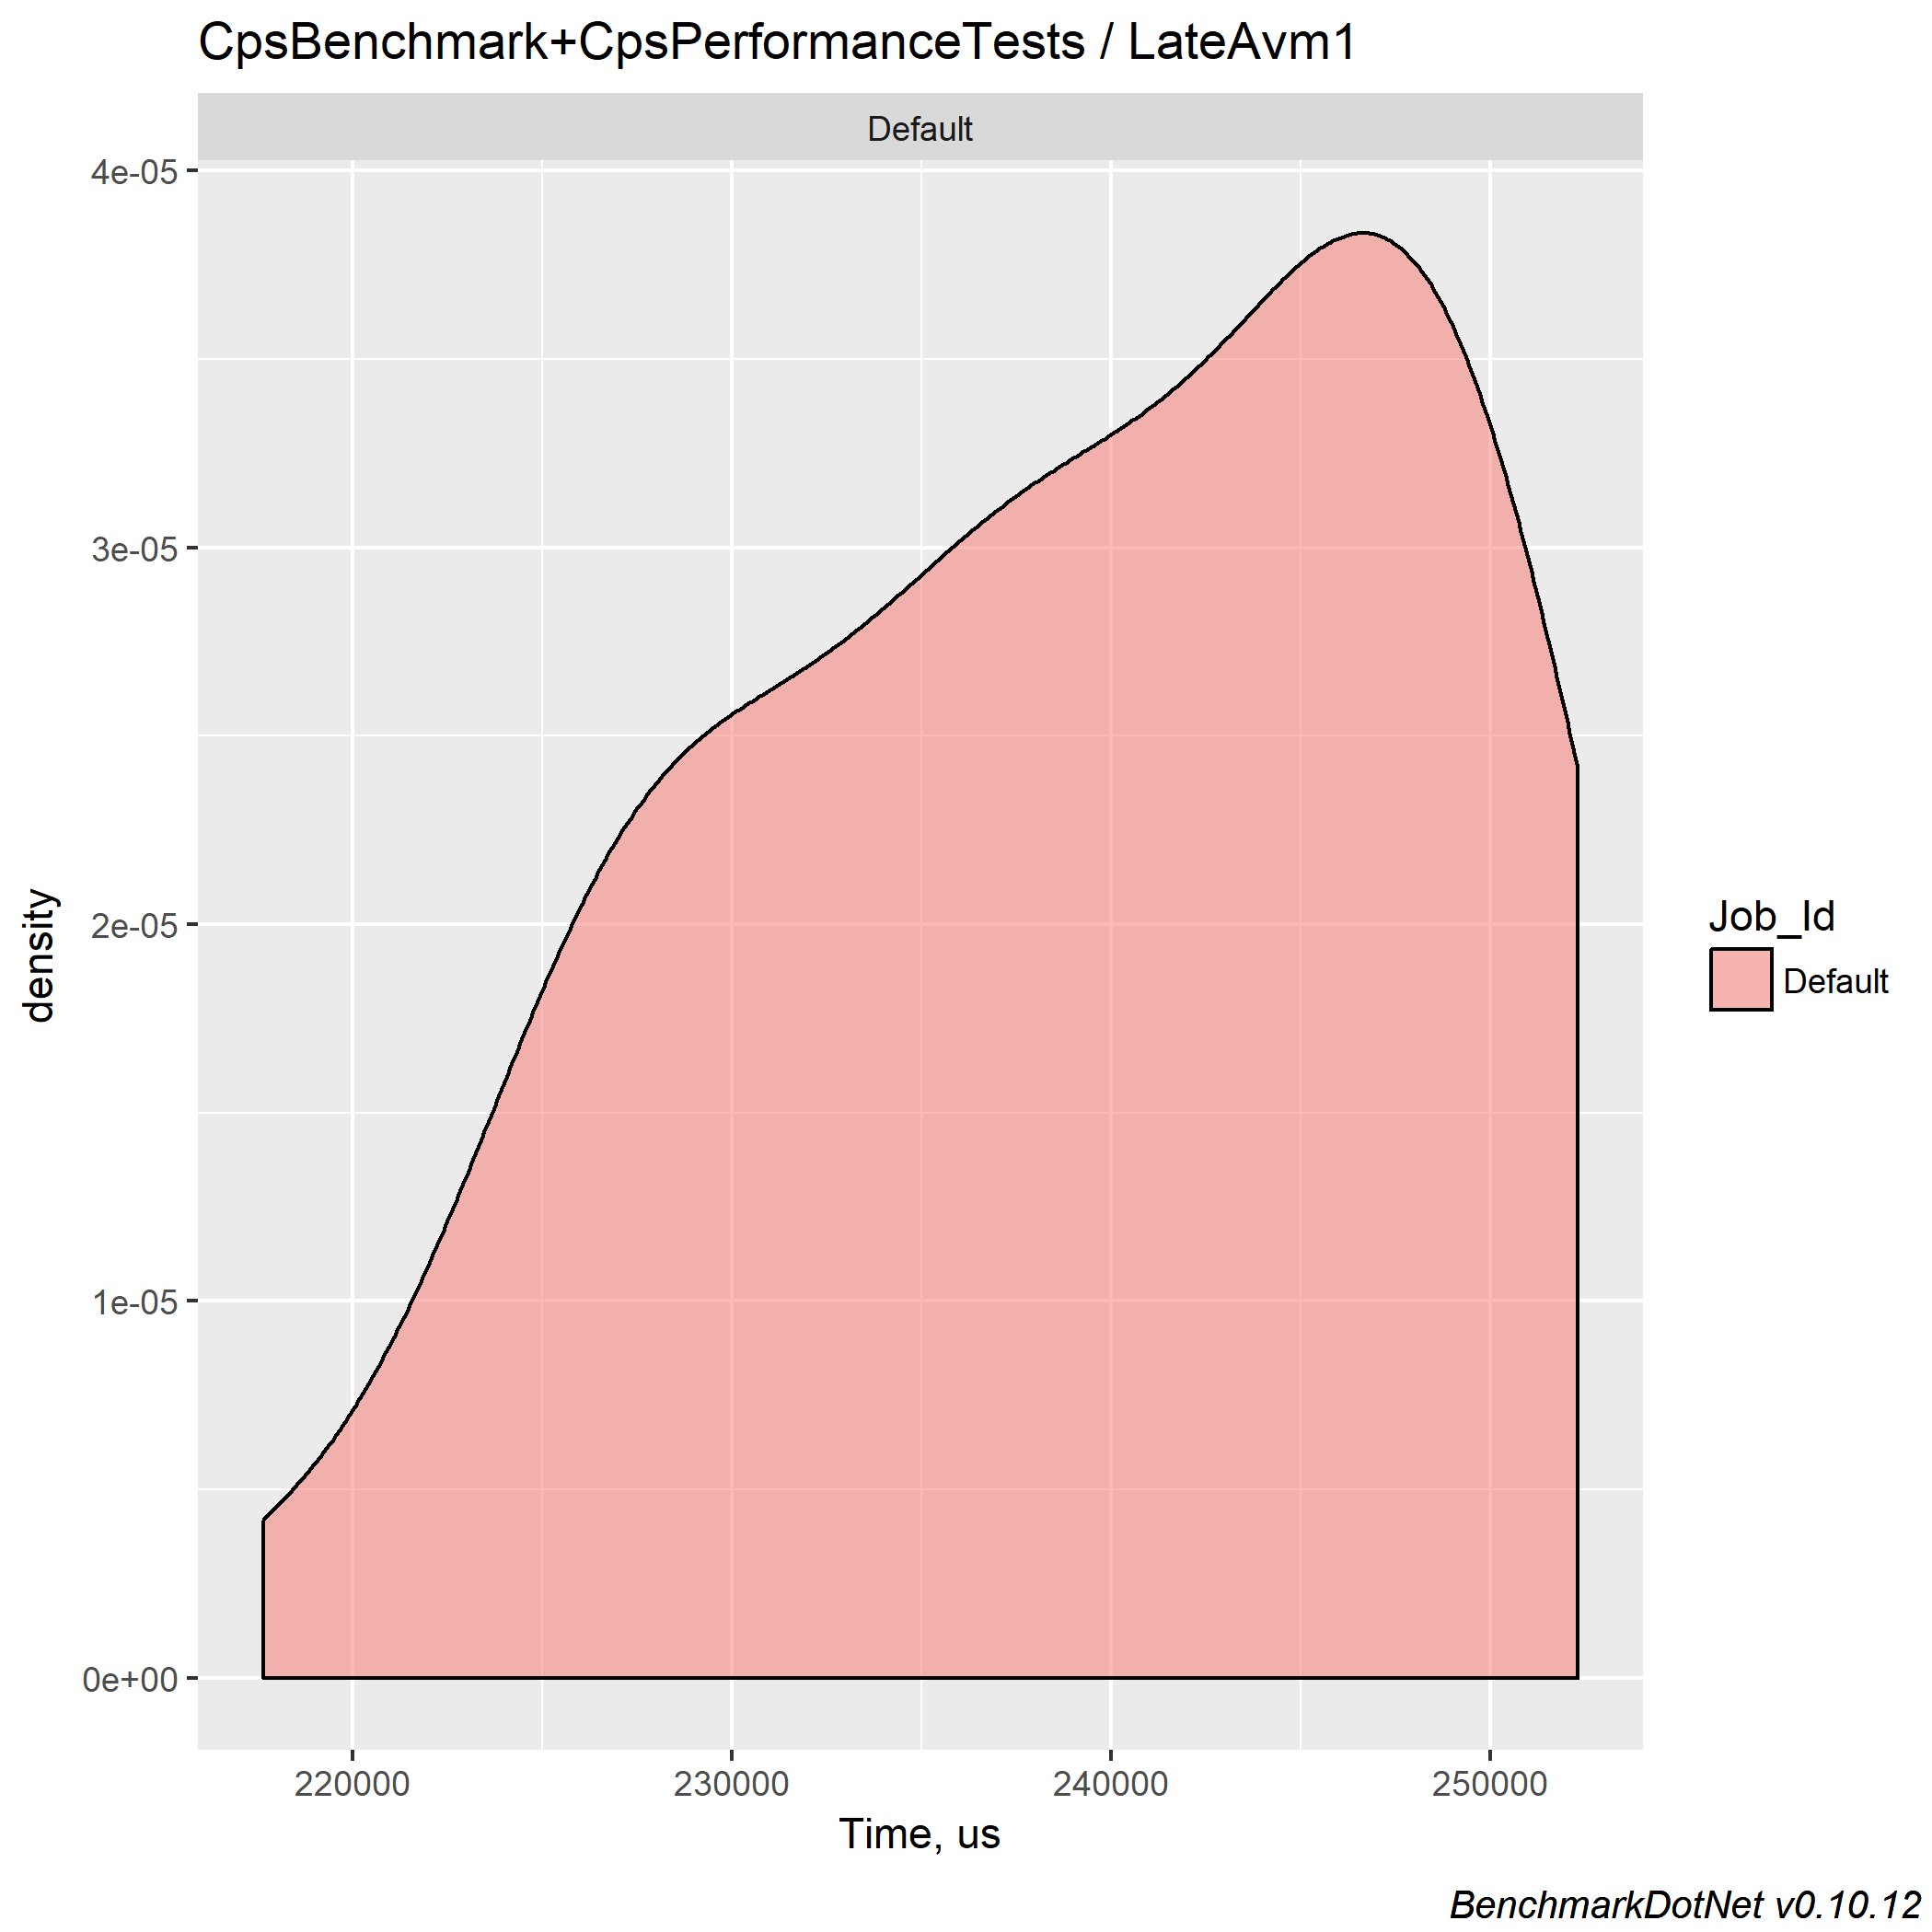 CpsBenchmark+CpsPerformanceTests / LateAvm1
Default
4e-05
3e-05
2e-05
1e-05
0e+00
density
220000 230000 240000 250000
Time, us
Job_Id
Default
BenchmarkDotNet v0.10.12